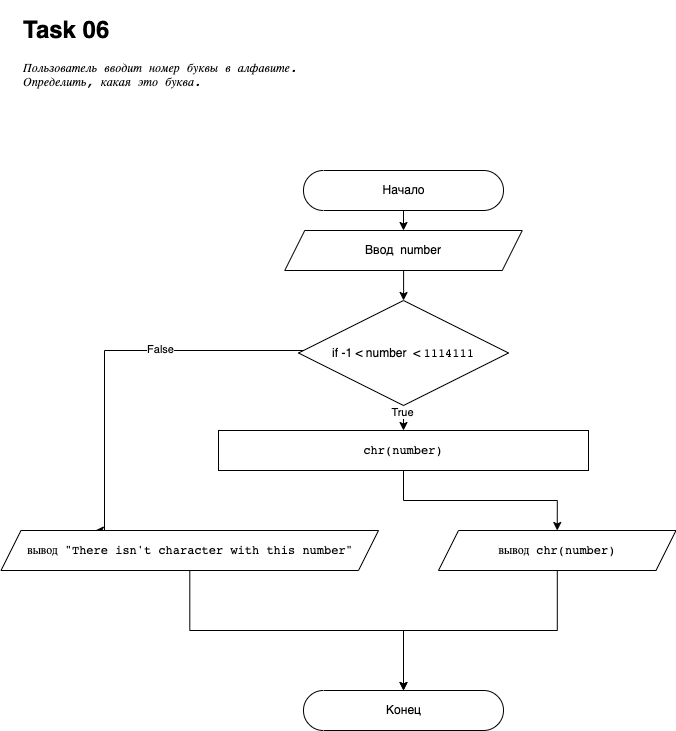 Task 06
Пользователь вводит номер буквы в алфавите.
Определить, какая это буква.
Начало
Ввод number
if -1 < number < 1114111
False
True
chr(number)
вывод "There isn't character with this number"
вывод chr(number)
Конец